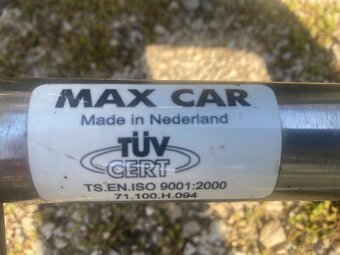 MAX CAR
Made in Nederland
TÜV
CERT
TS.EN.ISO 9001:2000
71.100.H.094